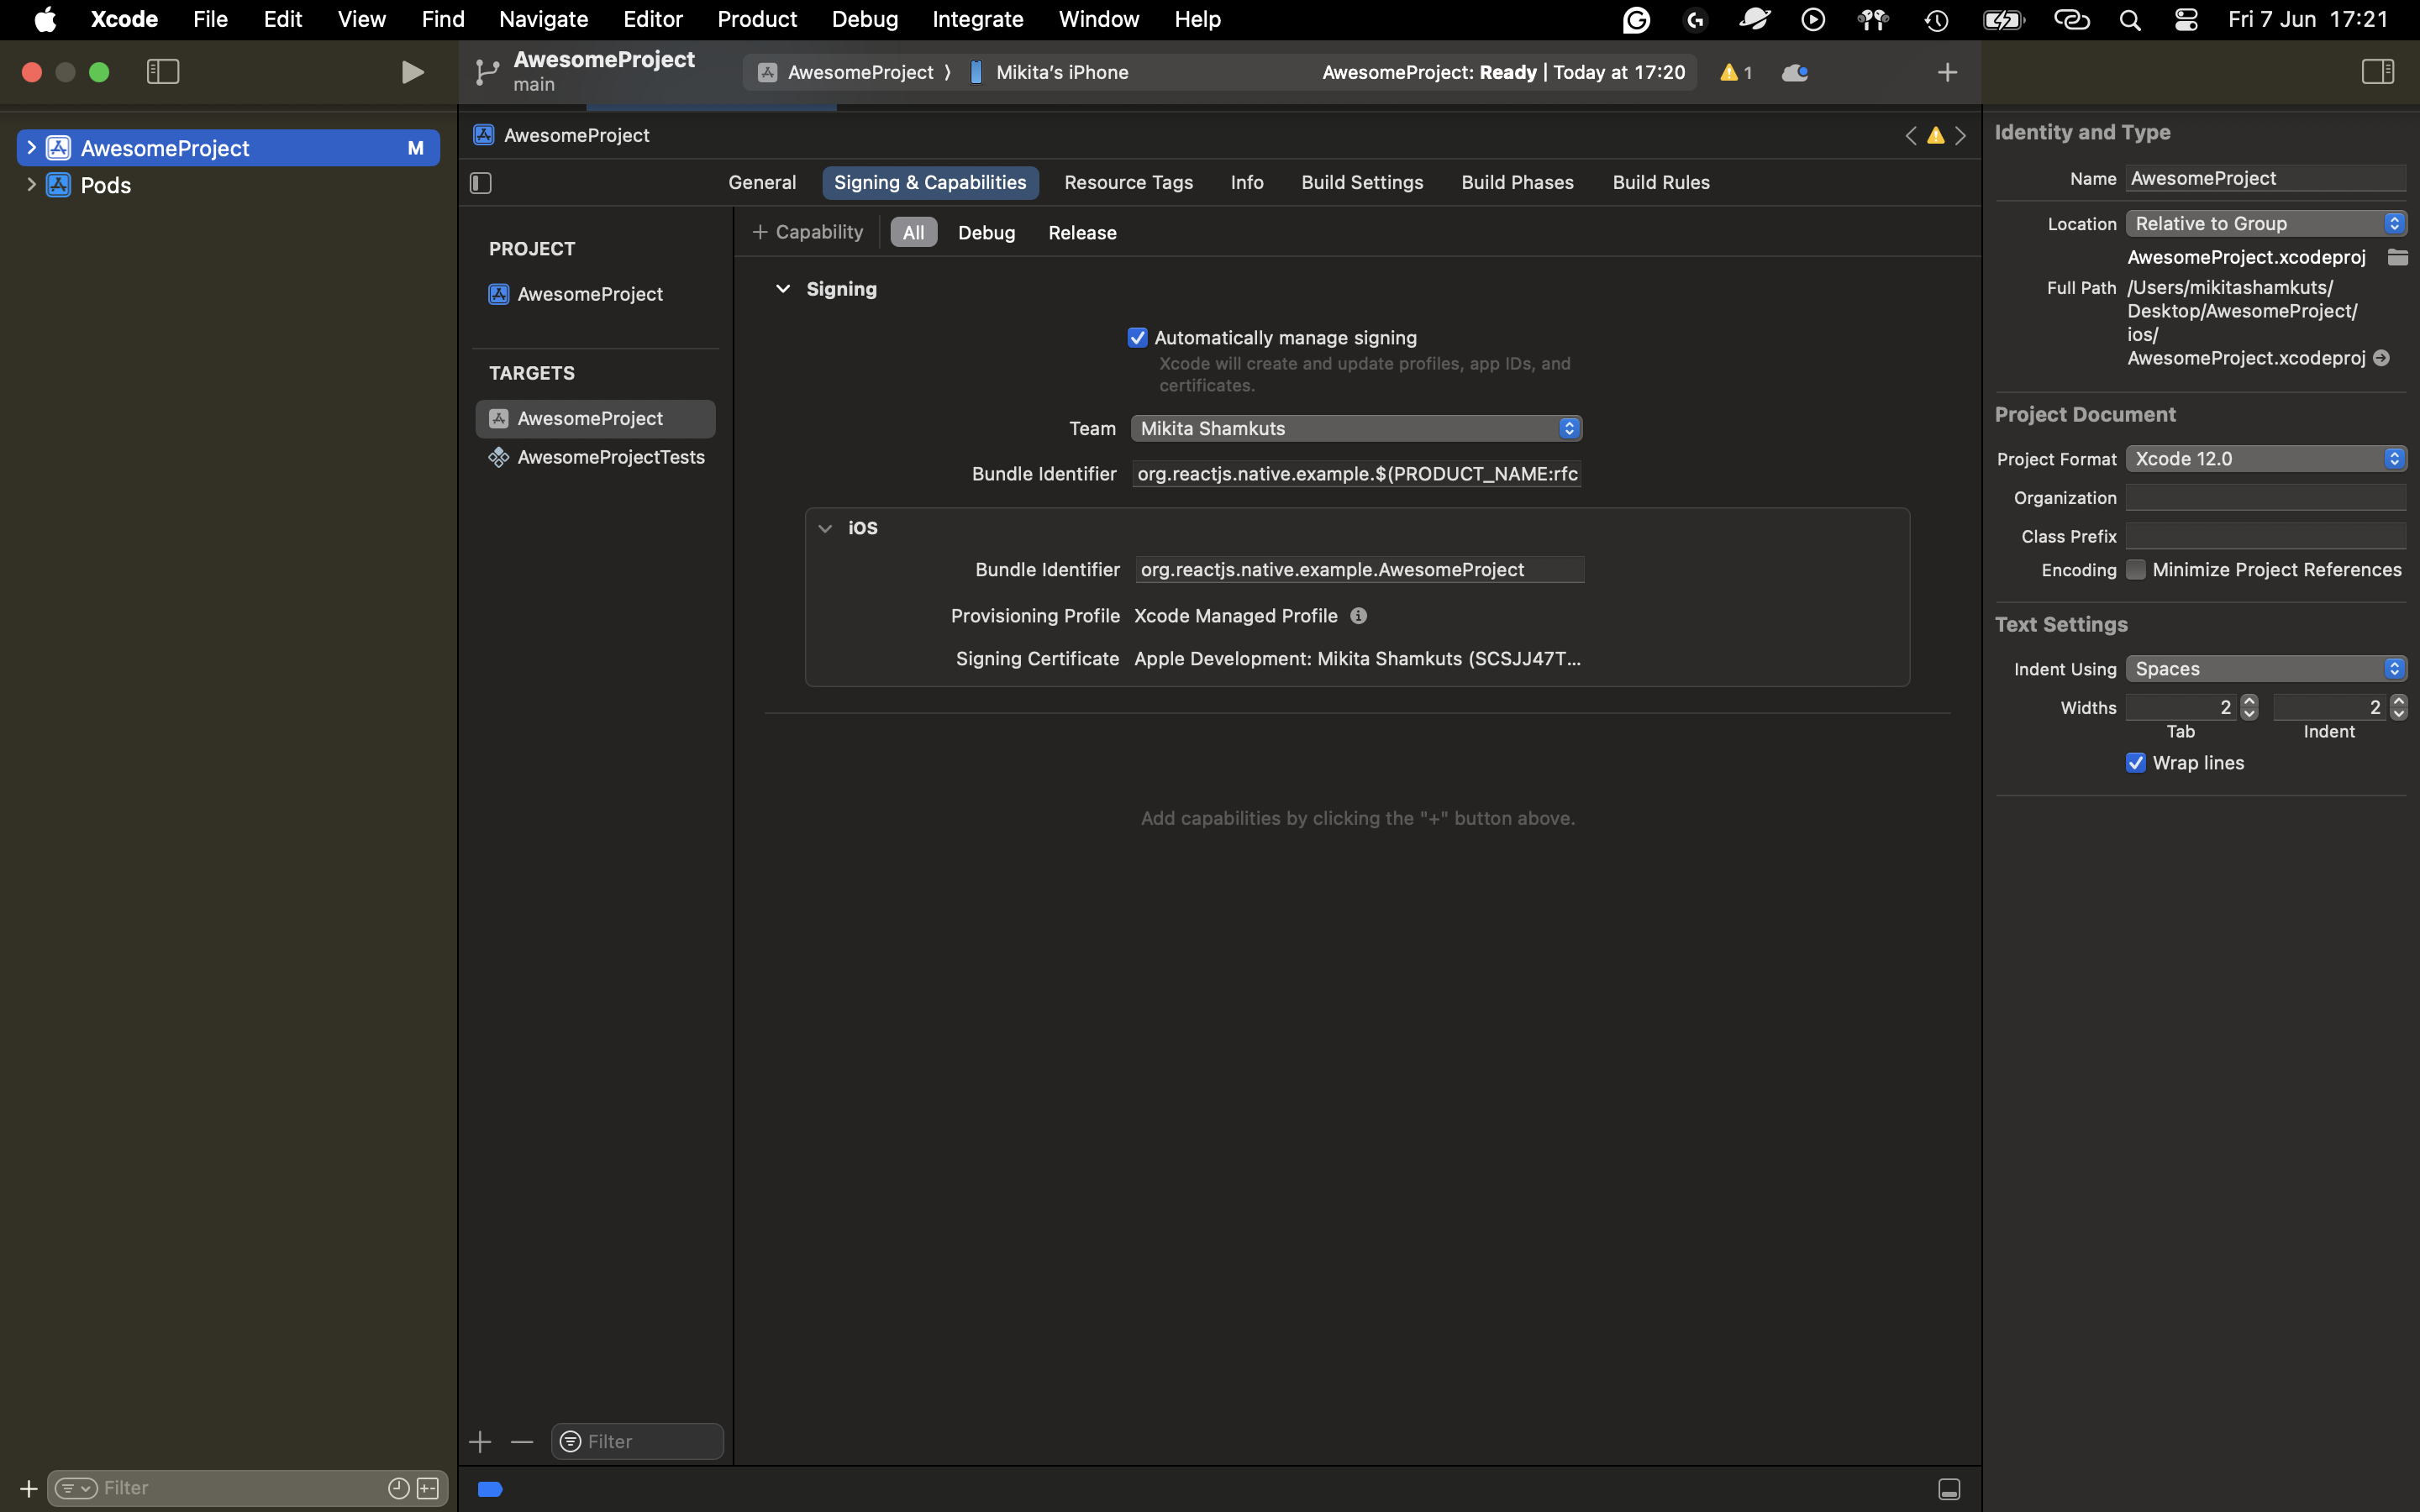 Xcode File Edit View Find Navigate Editor Product Debug Integrate Window Help Fri 7 Jun 17:21
AwesomeProject
main
AwesomeProject 〉 Mikita's iPhone AwesomeProject: Ready | Today at 17:20 1
AwesomeProject M
Pods
AwesomeProject
General Signing & Capabilities Resource Tags Info Build Settings Build Phases Build Rules
PROJECT
AwesomeProject
TARGETS
AwesomeProject
AwesomeProjectTests
+ Capability All Debug Release
Signing
Automatically manage signing
Xcode will create and update profiles, app IDs, and
certificates.
Team Mikita Shamkuts
Bundle Identifier org.reactjs.native.example.$(PRODUCT_NAME:rfc
iOS
Bundle Identifier org.reactjs.native.example.AwesomeProject
Provisioning Profile Xcode Managed Profile
Signing Certificate Apple Development: Mikita Shamkuts (SCSJJ47T...
Add capabilities by clicking the "+" button above.
Filter
Filter
Identity and Type
Name AwesomeProject
Location Relative to Group
AwesomeProject.xcodeproj
Full Path /Users/mikitashamkuts/
Desktop/AwesomeProject/
ios/
AwesomeProject.xcodeproj
Project Document
Project Format Xcode 12.0
Organization
Class Prefix
Encoding Minimize Project References
Text Settings
Indent Using Spaces
Widths 2 2
Tab Indent
Wrap lines